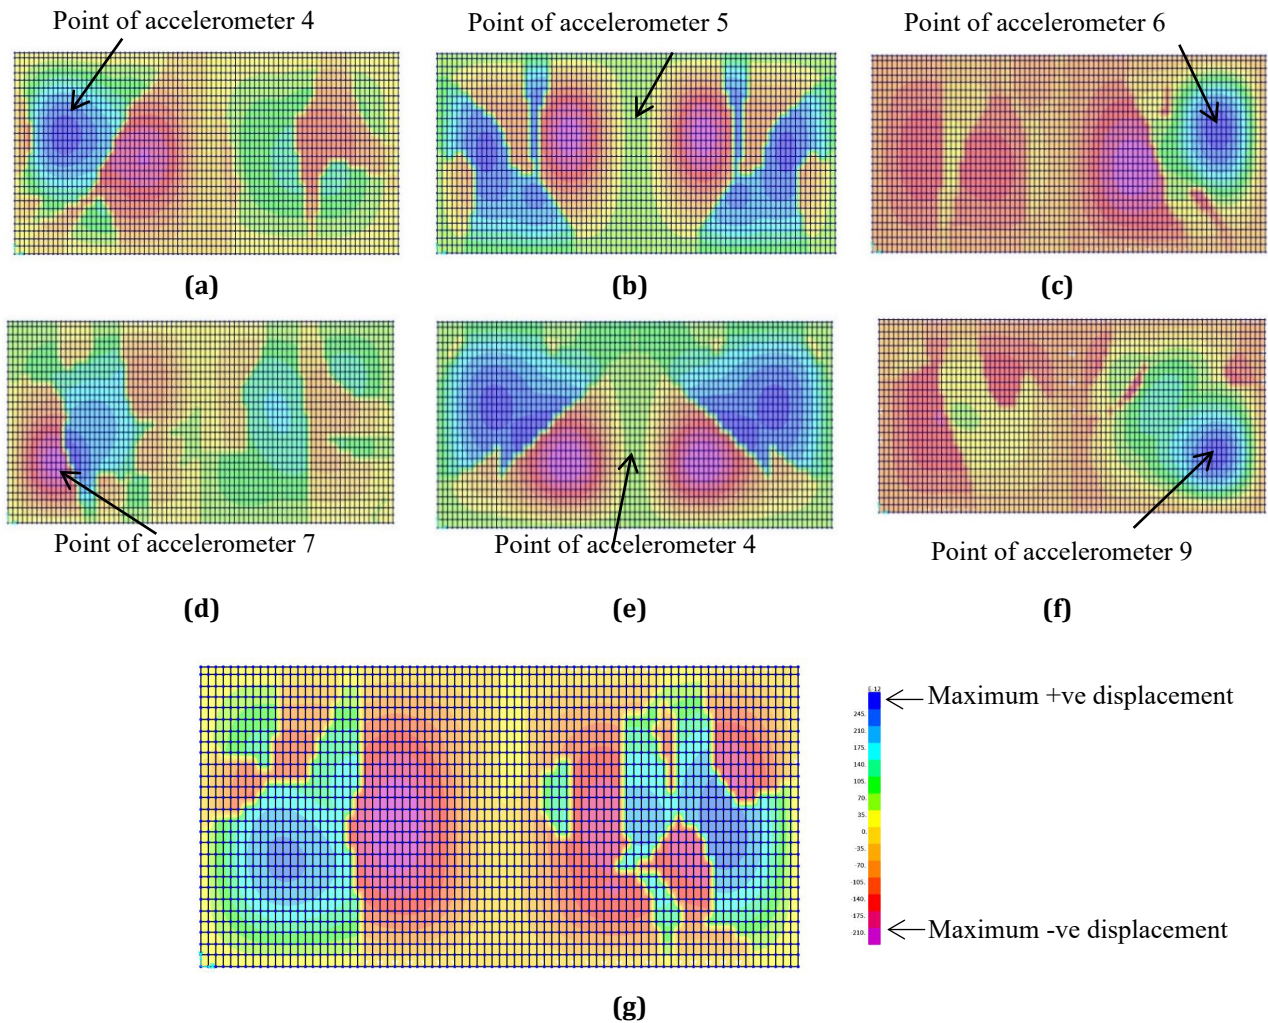 Point of accelerometer 4
Point of accelerometer 5
Point of accelerometer 6
(a)
(b)
(c)
Point of accelerometer 7
Point of accelerometer 4
Point of accelerometer 9
(d)
(e)
(f)
E-12
Maximum +ve displacement
245.
210.
175.
140.
105.
70.
35.
0.
-35.
-70.
-105.
-140.
-175.
-210.
Maximum -ve displacement
(g)